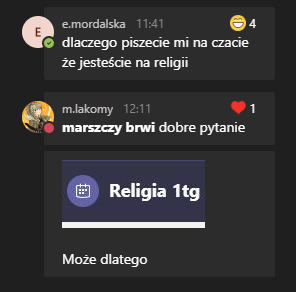 E
e.mordalska 11:41 4
dlaczego piszecie mi na czacie
że jesteście na religii
m.lakomy 12:11 1
marszczy brwi dobre pytanie
Religia 1tg
Może dlatego